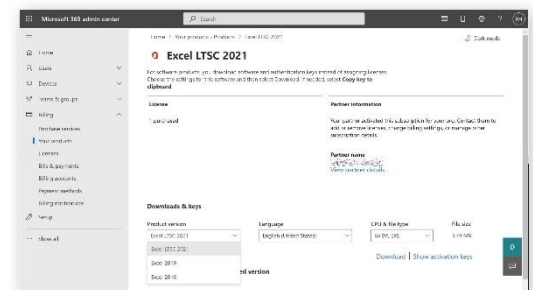 Microsoft 365 admin center
Search
Home > Your products - Products > Excel LTSC 2021
Dark mode
Excel LTSC 2021
For software products, you download software and authentication keys instead of assigning licenses.
Choose the settings for this software and then select Download. If needed, select Copy key to
clipboard.
License
1 purchased
Partner information
Your partner activated this subscription for your org. Contact them to
add or remove licenses, change billing settings, or manage other
subscription details.
Partner name
View partner details
Home
Users
Devices
Teams & groups
Billing
Purchase services
Your products
Licenses
Bills & payments
Billing accounts
Payment methods
Billing notifications
Setup
Show all
Downloads & keys
Product version
Language
CPU & file type
File size
Excel LTSC 2021
English (United States)
Excel LTSC 2021
Excel 2019
Excel 2016
Download | Show activation keys
ed version